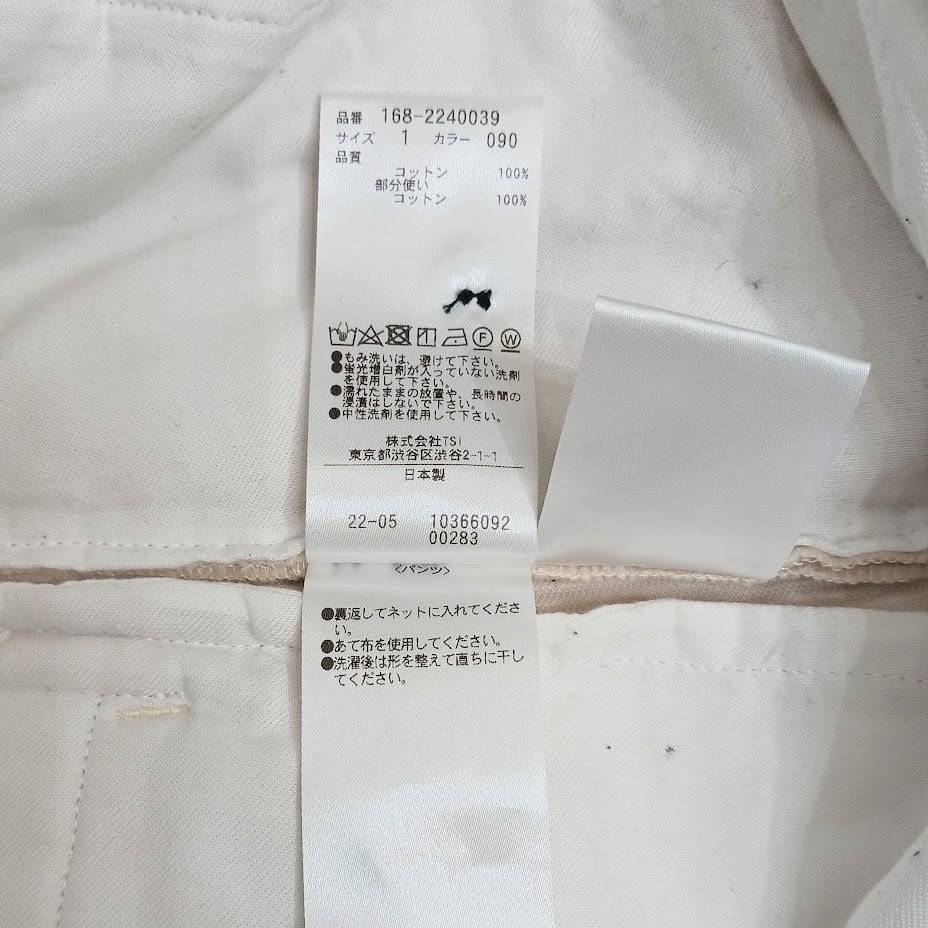 品番 168-2240039
サイズ 1 カラー 090
品質
コットン 100%
部分使い
コットン 100%
F W
●もみ洗いは、避けて下さい。
●蛍光増白剤が入っていない洗剤
を使用して下さい。
●濡れたままの放置や、長時間の
浸漬はしないで下さい。
●中性洗剤を使用して下さい。
株式会社TSI
東京都渋谷区渋谷2-1-1
日本製
22-05 10366092
00283
<パンツ>
●裏返してネットに入れてくださ
い。
●あて布を使用してください。
●洗濯後は形を整えて直ちに干し
てください。